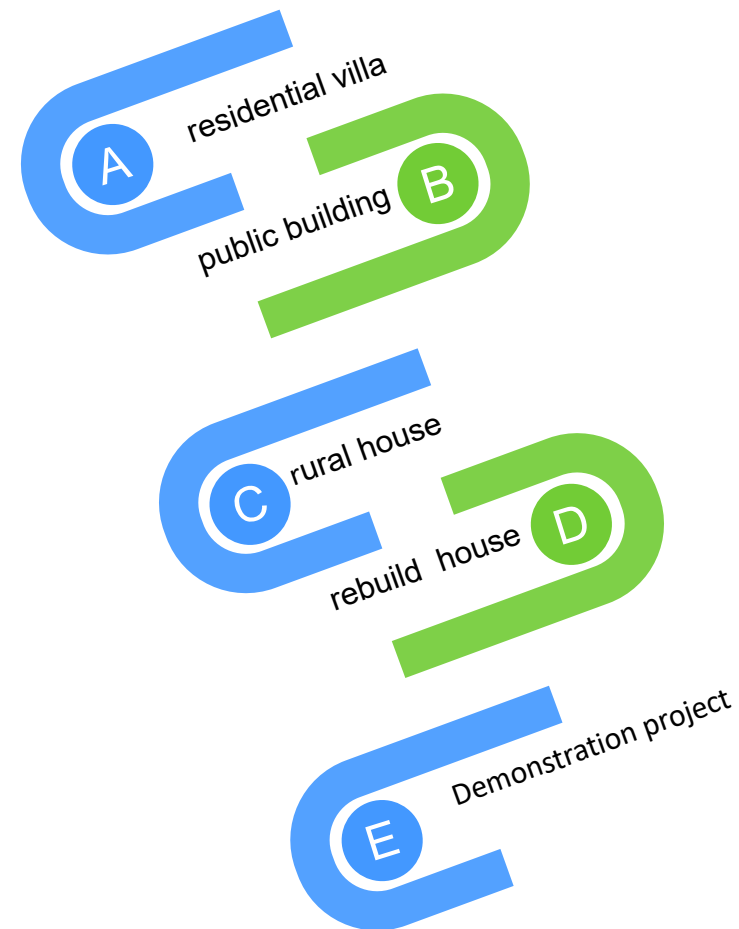 A
residential villa
B
public building
C
rural house
D
rebuild house
E
Demonstration project